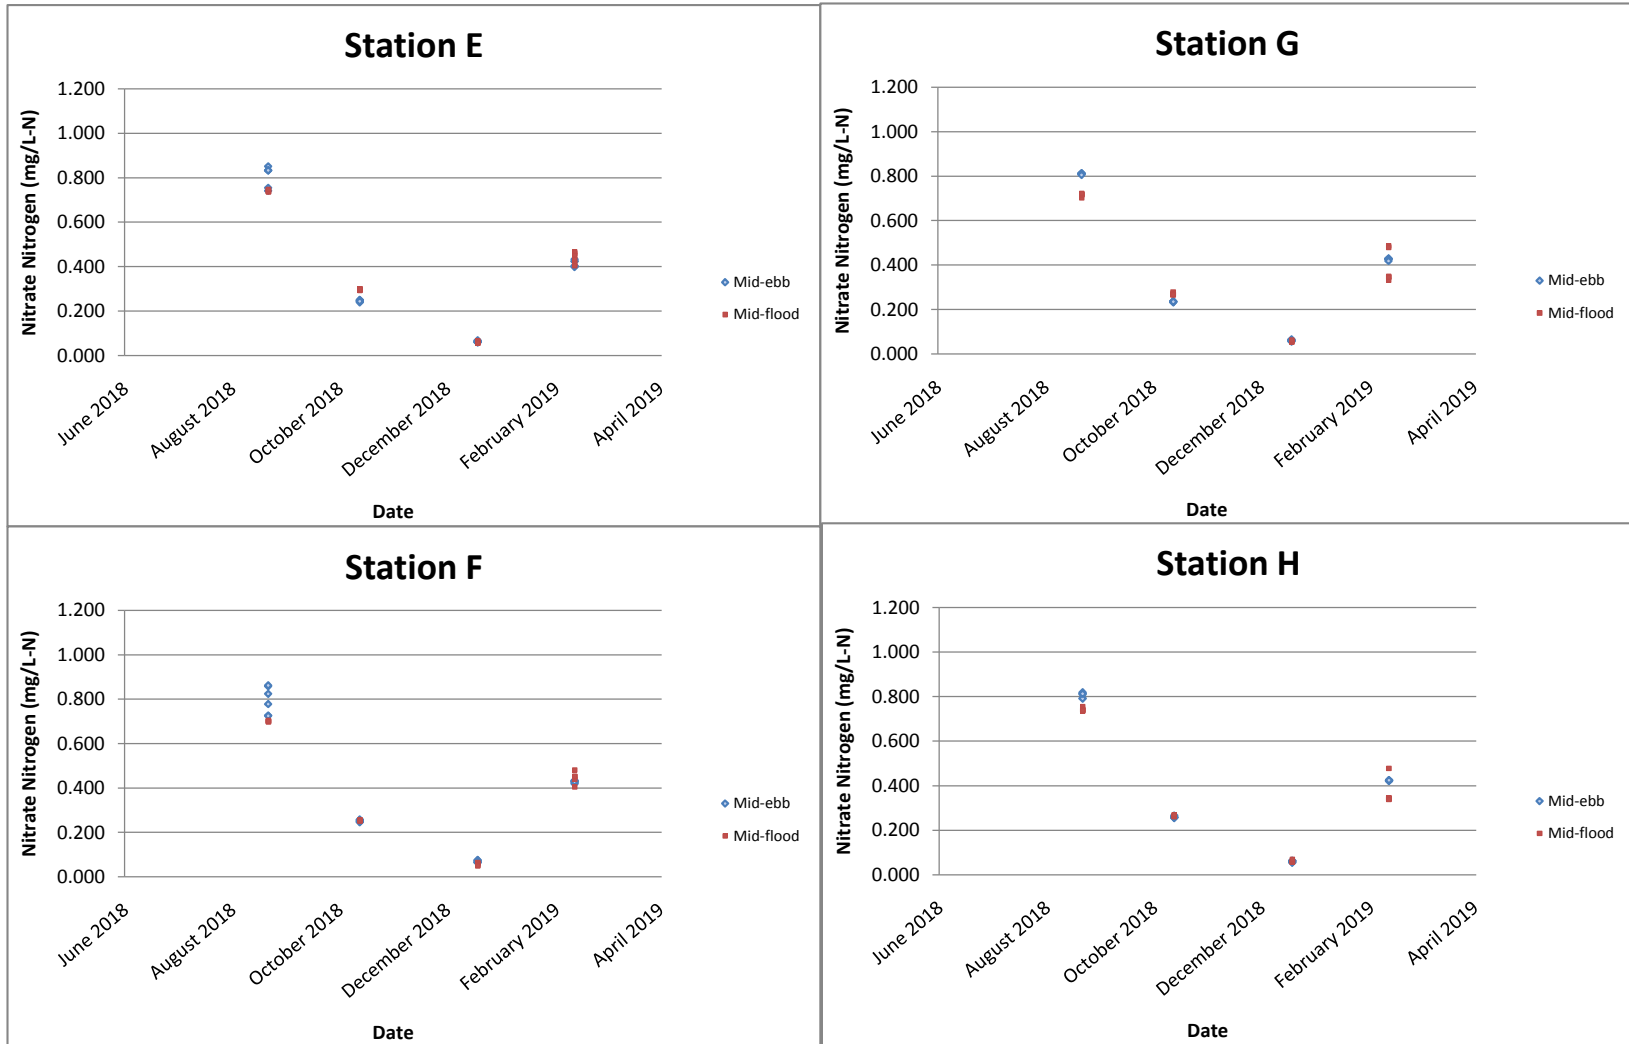 Station E
Nitrate Nitrogen (mg/L-N)
1.200
1.000
0.800
0.600
0.400
0.200
0.000
June 2018
August 2018
October 2018
December 2018
February 2019
April 2019
Date
Mid-ebb
Mid-flood
Station G
Nitrate Nitrogen (mg/L-N)
1.200
1.000
0.800
0.600
0.400
0.200
0.000
June 2018
August 2018
October 2018
December 2018
February 2019
April 2019
Date
Mid-ebb
Mid-flood
Station F
Nitrate Nitrogen (mg/L-N)
1.200
1.000
0.800
0.600
0.400
0.200
0.000
June 2018
August 2018
October 2018
December 2018
February 2019
April 2019
Date
Mid-ebb
Mid-flood
Station H
Nitrate Nitrogen (mg/L-N)
1.200
1.000
0.800
0.600
0.400
0.200
0.000
June 2018
August 2018
October 2018
December 2018
February 2019
April 2019
Date
Mid-ebb
Mid-flood